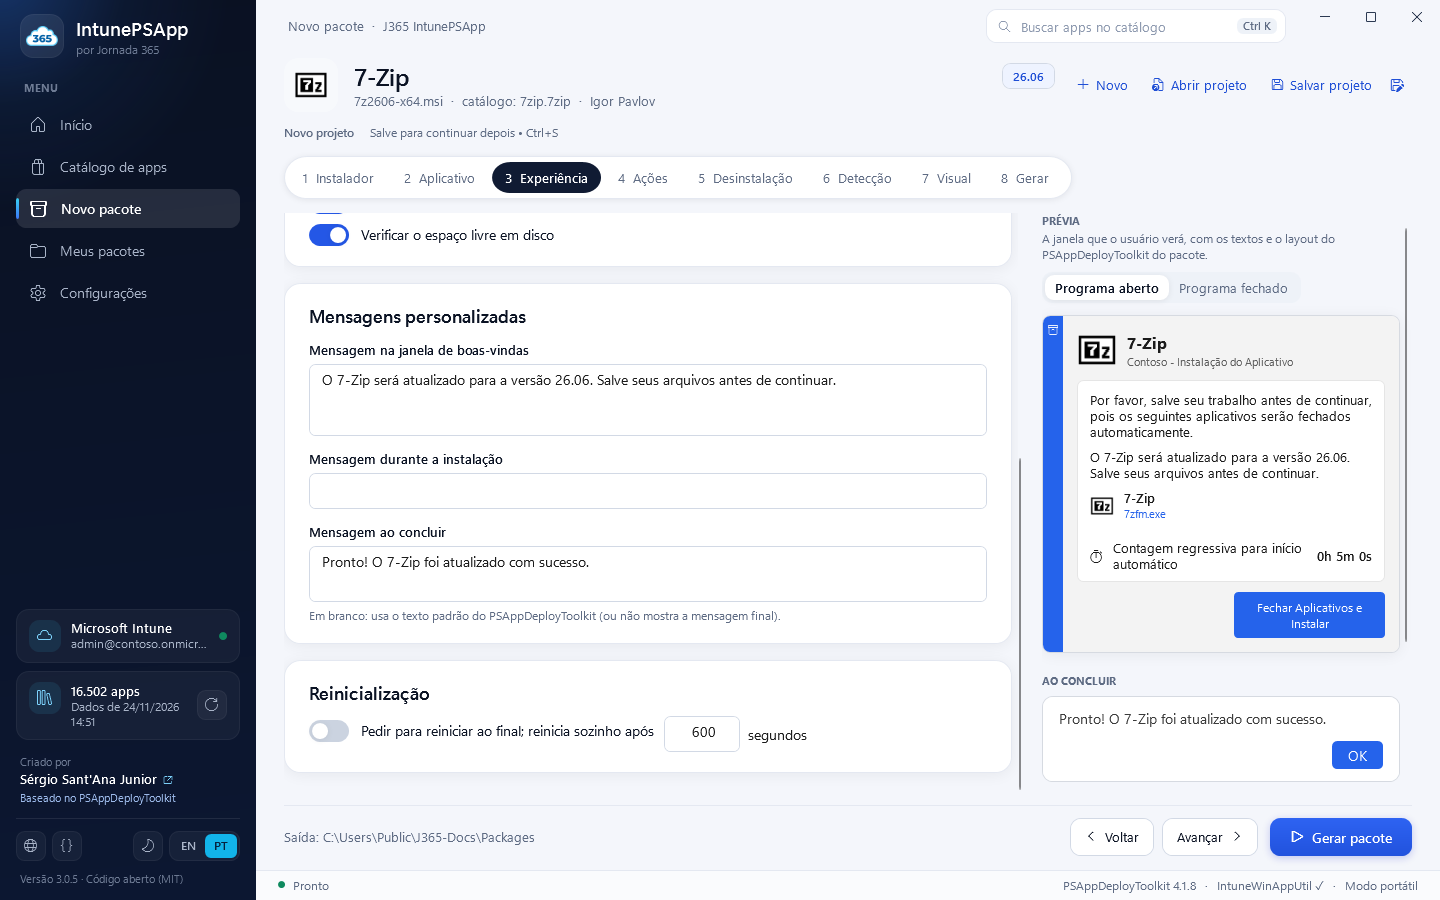 IntunePSApp
por Jornada 365
365
MENU
Início
Catálogo de apps
Novo pacote
Meus pacotes
Configurações
Microsoft Intune
admin@contoso.onmicr...
16.502 apps
Dados de 24/11/2026
14:51
Criado por
Sérgio Sant'Ana Junior
Baseado no PSAppDeployToolkit
{} EN PT
Versão 3.0.5 · Código aberto (MIT)
Novo pacote · J365 IntunePSApp
Buscar apps no catálogo Ctrl K
7z
7-Zip
7z2606-x64.msi · catálogo: 7zip.7zip · Igor Pavlov
26.06
Novo Abrir projeto Salvar projeto
Novo projeto Salve para continuar depois • Ctrl+S
1 Instalador 2 Aplicativo 3 Experiência 4 Ações 5 Desinstalação 6 Detecção 7 Visual 8 Gerar
Verificar o espaço livre em disco
Mensagens personalizadas
Mensagem na janela de boas-vindas
O 7-Zip será atualizado para a versão 26.06. Salve seus arquivos antes de continuar.
Mensagem durante a instalação
Mensagem ao concluir
Pronto! O 7-Zip foi atualizado com sucesso.
Em branco: usa o texto padrão do PSAppDeployToolkit (ou não mostra a mensagem final).
Reinicialização
Pedir para reiniciar ao final; reinicia sozinho após 600 segundos
PRÉVIA
A janela que o usuário verá, com os textos e o layout do
PSAppDeployToolkit do pacote.
Programa aberto Programa fechado
7z
7-Zip
Contoso - Instalação do Aplicativo
Por favor, salve seu trabalho antes de continuar,
pois os seguintes aplicativos serão fechados
automaticamente.
O 7-Zip será atualizado para a versão 26.06.
Salve seus arquivos antes de continuar.
7z
7-Zip
7zfm.exe
Contagem regressiva para início
automático
0h 5m 0s
Fechar Aplicativos e
Instalar
AO CONCLUIR
Pronto! O 7-Zip foi atualizado com sucesso.
OK
Saída: C:\Users\Public\J365-Docs\Packages
Voltar Avançar Gerar pacote
Pronto
PSAppDeployToolkit 4.1.8 · IntuneWinAppUtil ✓ · Modo portátil